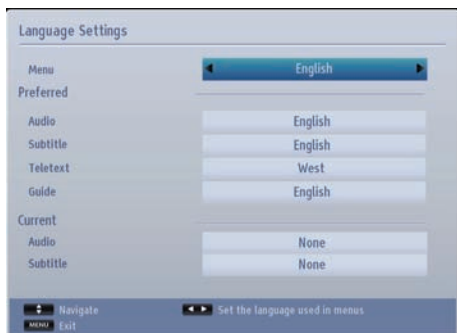 Language Settings
Menu English
Preferred
Audio English
Subtitle English
Teletext West
Guide English
Current
Audio None
Subtitle None
Navigate Set the language used in menus
MENU Exit